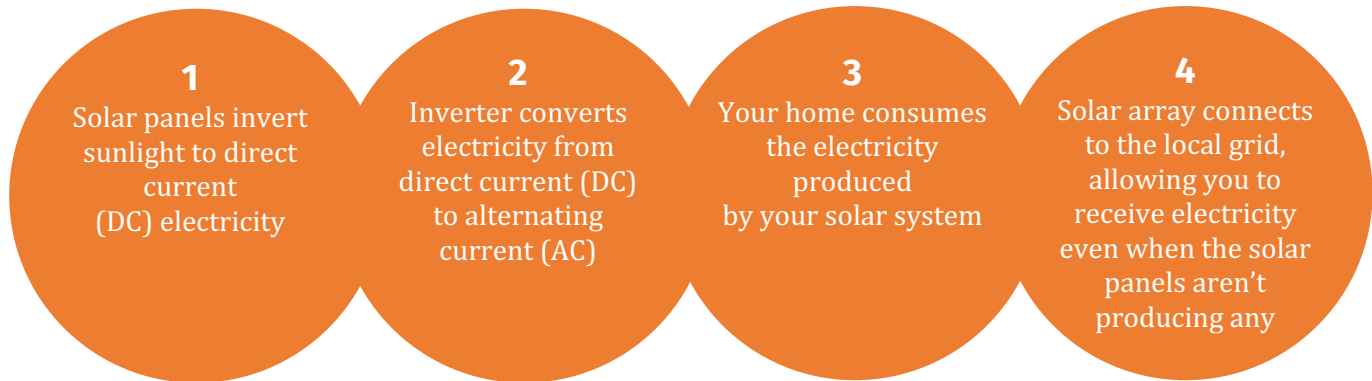 1
Solar panels invert
sunlight to direct
current
(DC) electricity
2
Inverter converts
electricity from
direct current (DC)
to alternating
current (AC)
3
Your home consumes
the electricity
produced
by your solar system
4
Solar array connects
to the local grid,
allowing you to
receive electricity
even when the solar
panels aren’t
producing any